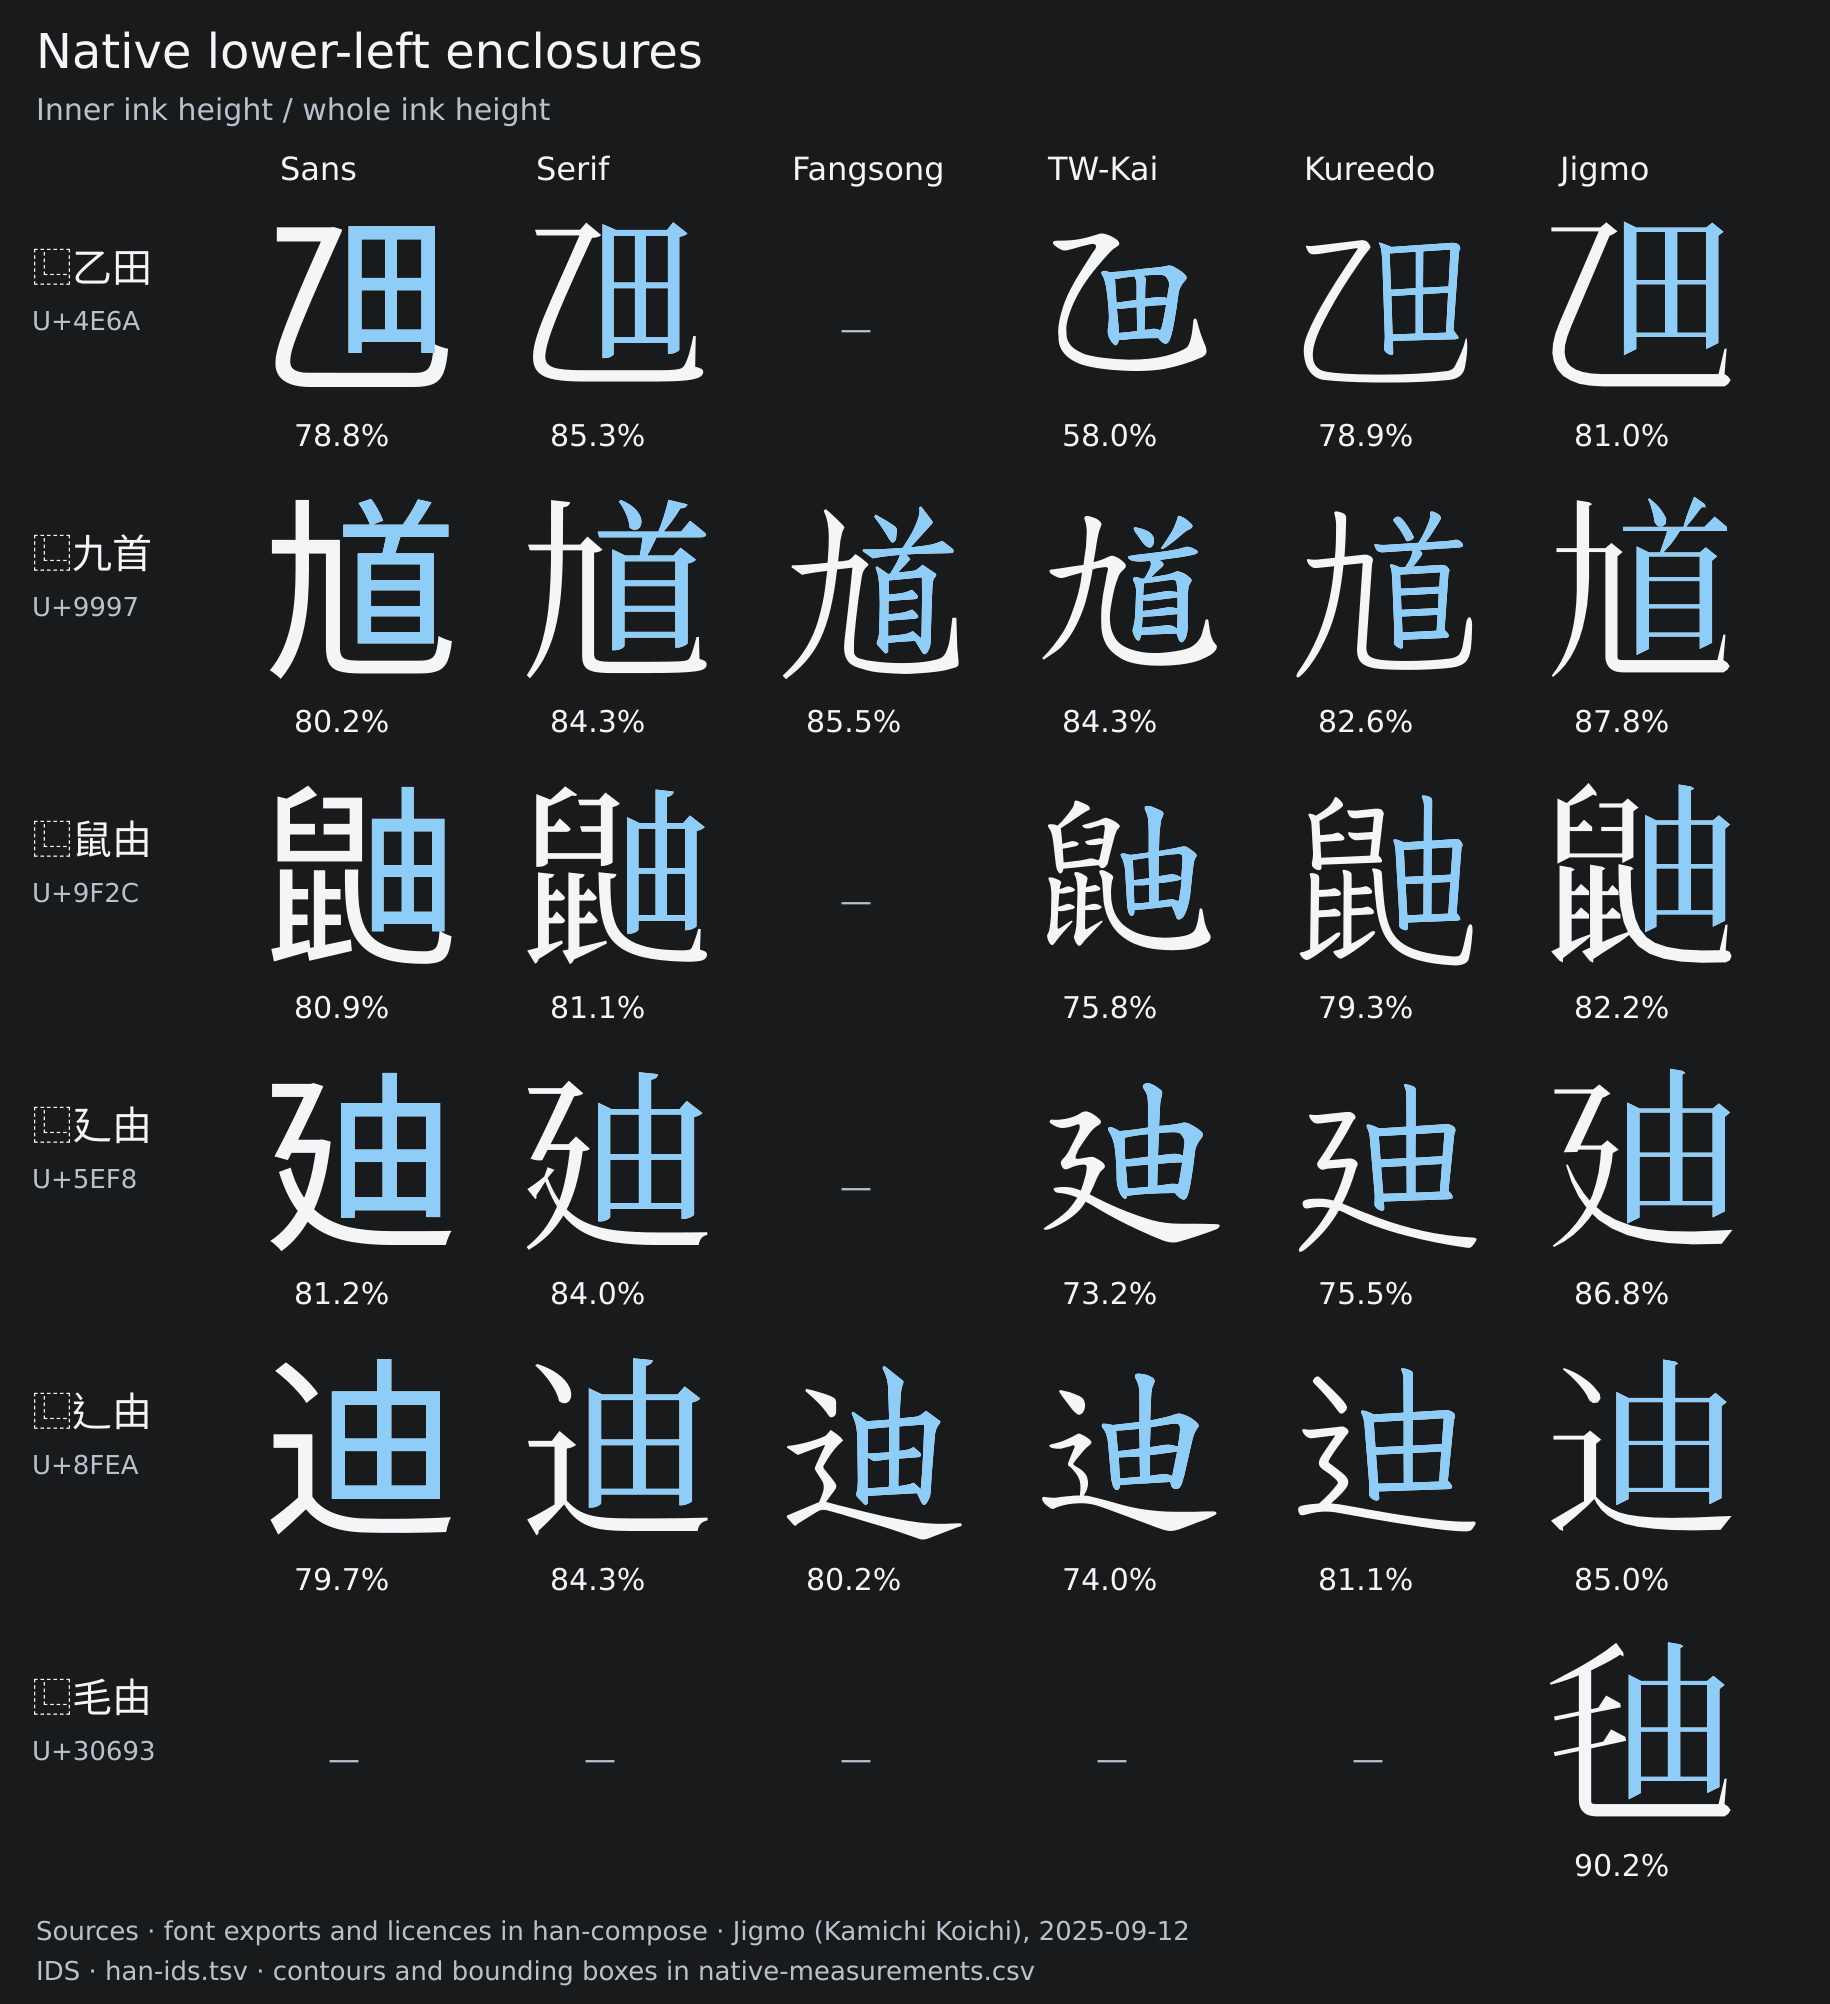 Native lower-left enclosures
Inner ink height / whole ink height
Sans Serif Fangsong TW-Kai Kureedo Jigmo
⿺乙田 乪 乪 — 乪 乪 乪
U+4E6A
78.8% 85.3% 58.0% 78.9% 81.0%
⿺九首 馗 馗 馗 馗 馗 馗
U+9997
80.2% 84.3% 85.5% 84.3% 82.6% 87.8%
⿺鼠由 鼬 鼬 — 鼬 鼬 鼬
U+9F2C
80.9% 81.1% 75.8% 79.3% 82.2%
⿺廴由 廸 廸 — 廸 廸 廸
U+5EF8
81.2% 84.0% 73.2% 75.5% 86.8%
⿺辶由 迪 迪 迪 迪 迪 迪
U+8FEA
79.7% 84.3% 80.2% 74.0% 81.1% 85.0%
⿺毛由 — — — — — 𰚓
U+30693
90.2%
Sources · font exports and licences in han-compose · Jigmo (Kamichi Koichi), 2025-09-12
IDS · han-ids.tsv · contours and bounding boxes in native-measurements.csv